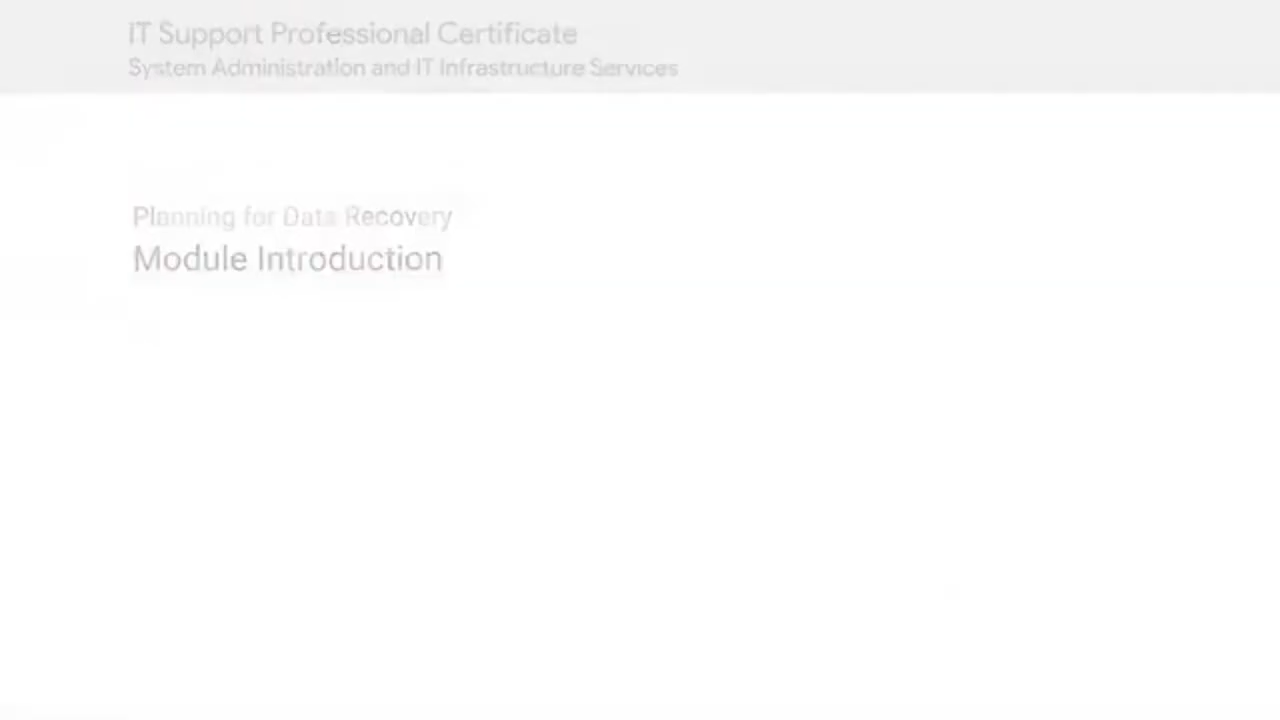 IT Support Professional Certificate
System Administration and IT Infrastructure Services
Planning for Data Recovery
Module Introduction